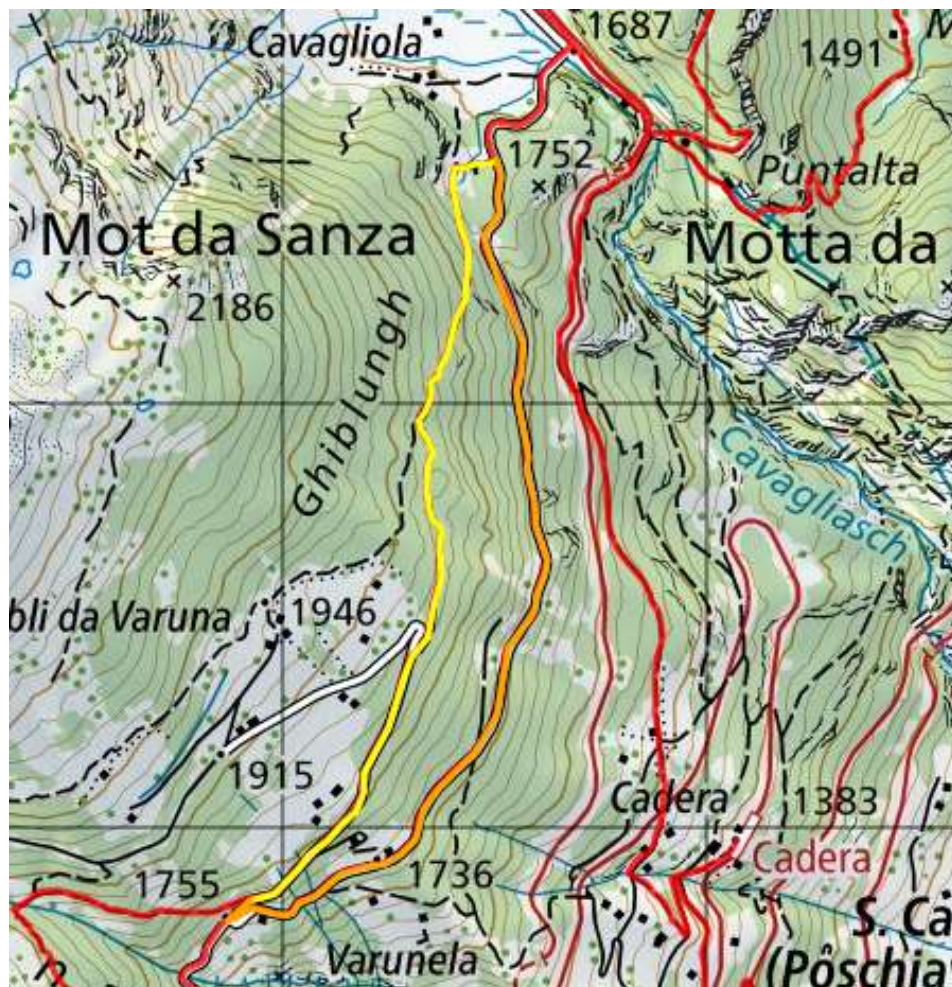 1687
Cavagliola
1491
1752
Puntalta
Mot da Sanza
Motta da
2186
Ghiblungh
Cavagliasch
bli da Varuna
1946
1915
Cadera
1383
Cadera
1755
1736
S. Ca
Varunela
(Pöschia